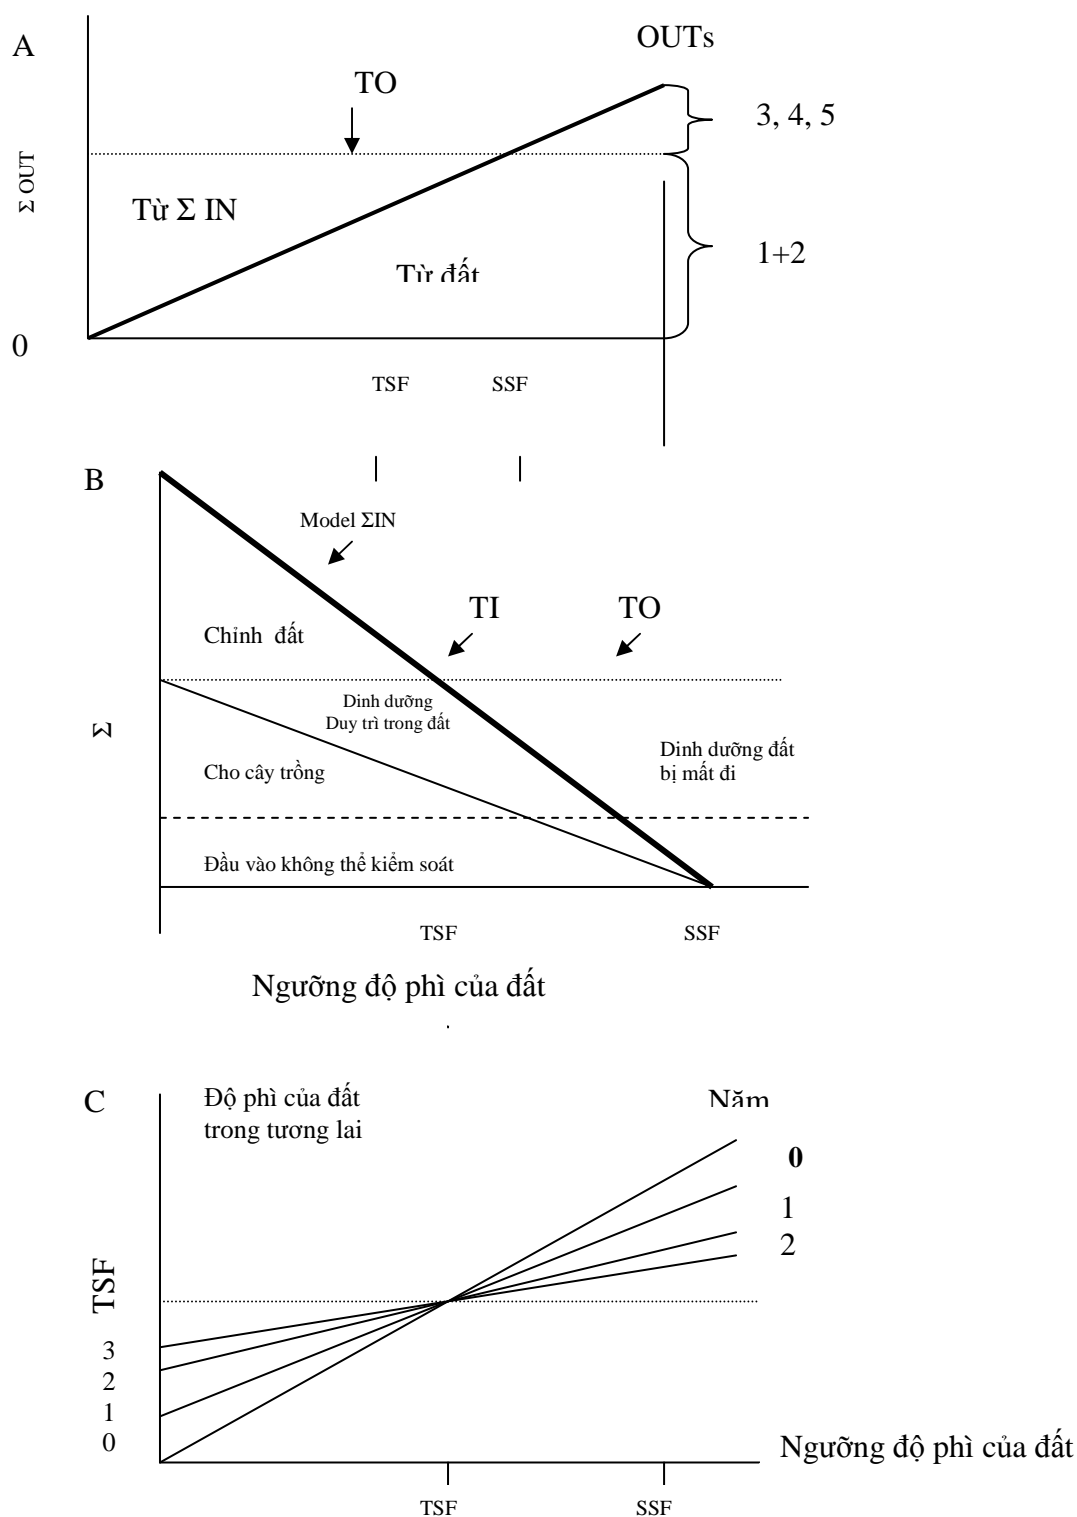 A
OUTs
TO
3, 4, 5
Σ OUT
Từ Σ IN
1+2
Từ đất
0
TSF
SSF
B
Model ΣIN
TI
TO
Chỉnh đất
Dinh dưỡng
Duy trì trong đất
Σ
Dinh dưỡng đất
bị mất đi
Cho cây trồng
Đầu vào không thể kiểm soát
TSF
SSF
Ngưỡng độ phì của đất
C
Độ phì của đất
trong tương lai
Năm
0
1
2
TSF
3
2
1
0
Ngưỡng độ phì của đất
TSF
SSF